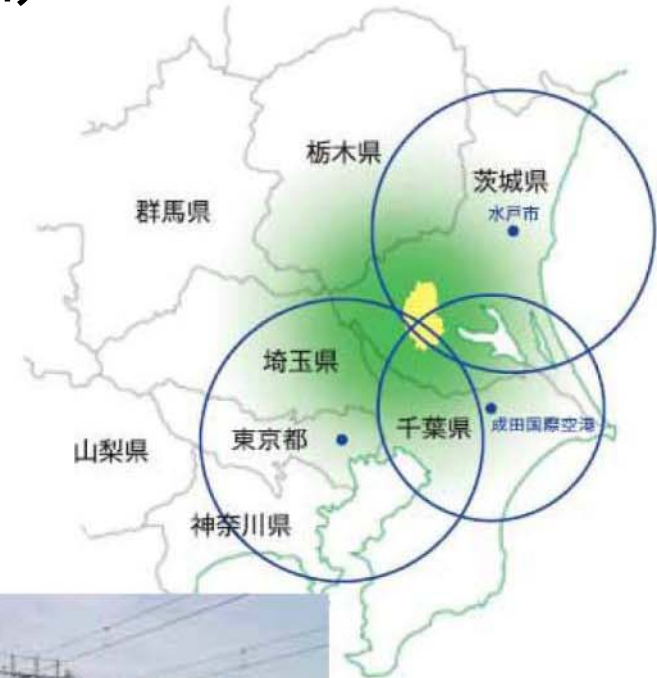 栃木県
茨城県
水戸市
群馬県
埼玉県
成田国際空港
千葉県
東京都
山梨県
神奈川県